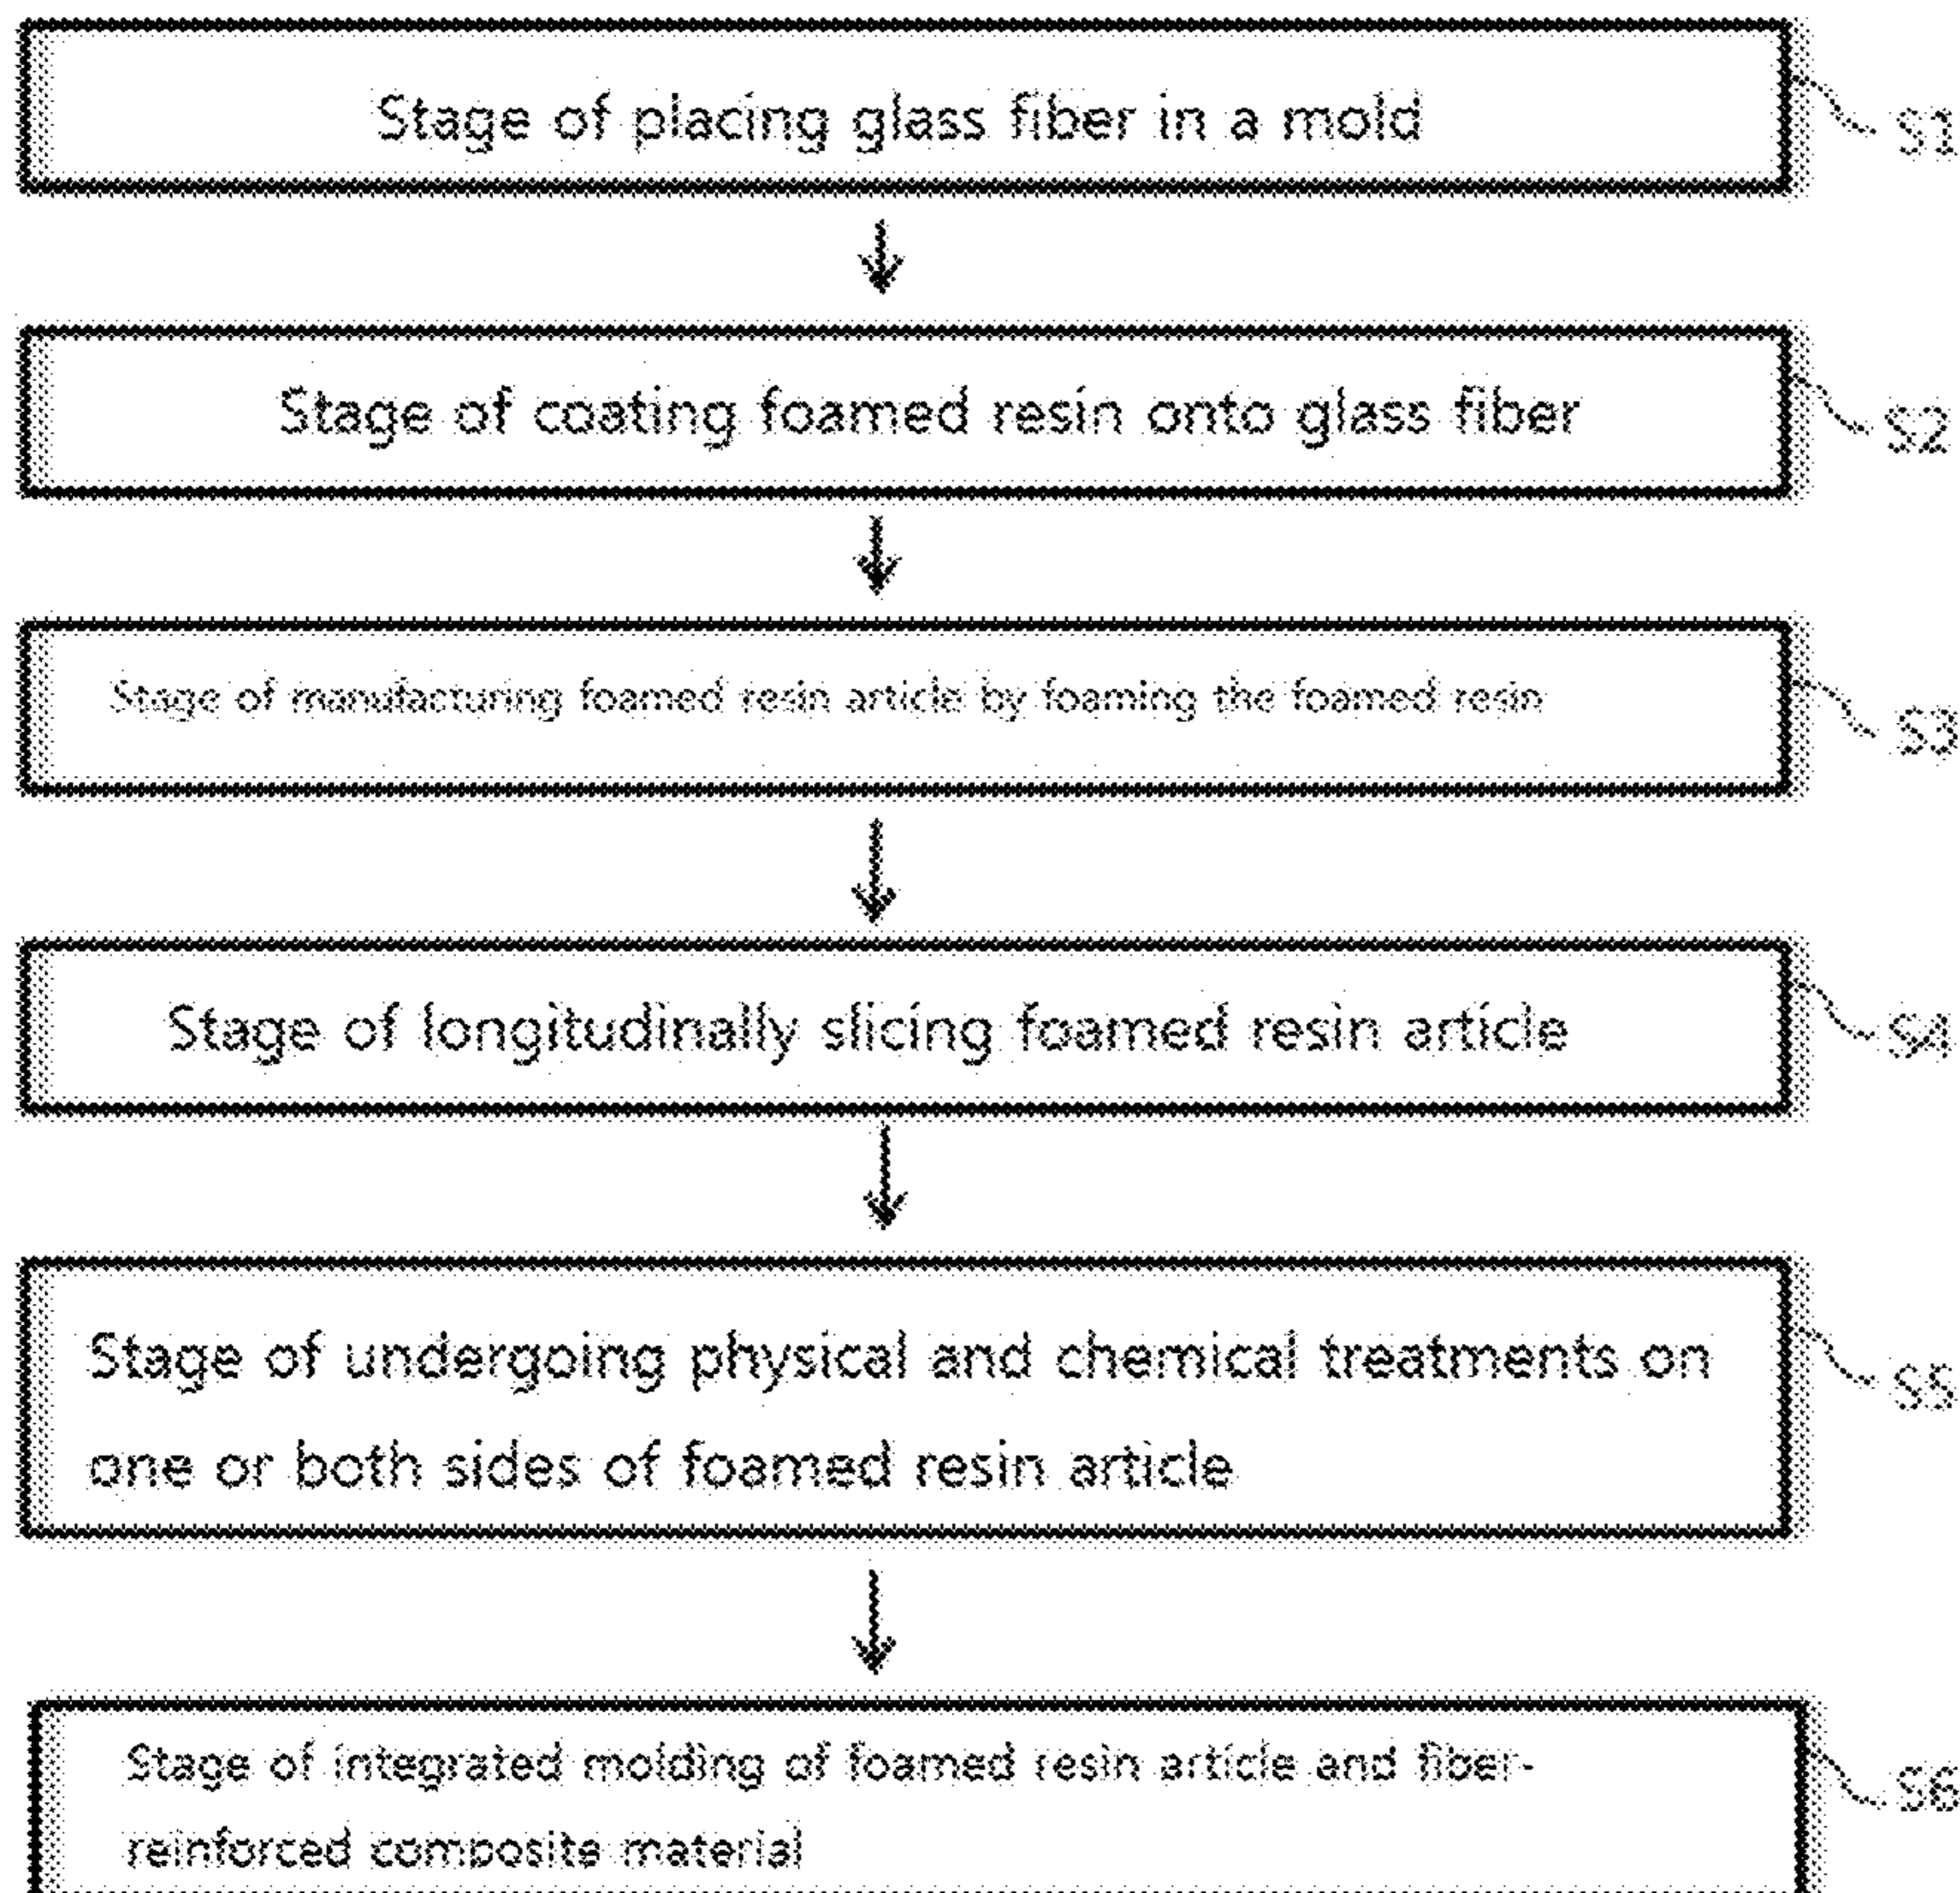 Stage of placing glass fiber in a mold
S1
Stage of coating foamed resin onto glass fiber
S2
Stage of manufacturing foamed resin article by foaming the foamed resin
S3
Stage of longitudinally slicing foamed resin article
S4
Stage of undergoing physical and chemical treatments on
one or both sides of foamed resin article
S5
Stage of integrated molding of foamed resin article and fiber-
reinforced composite material
S6